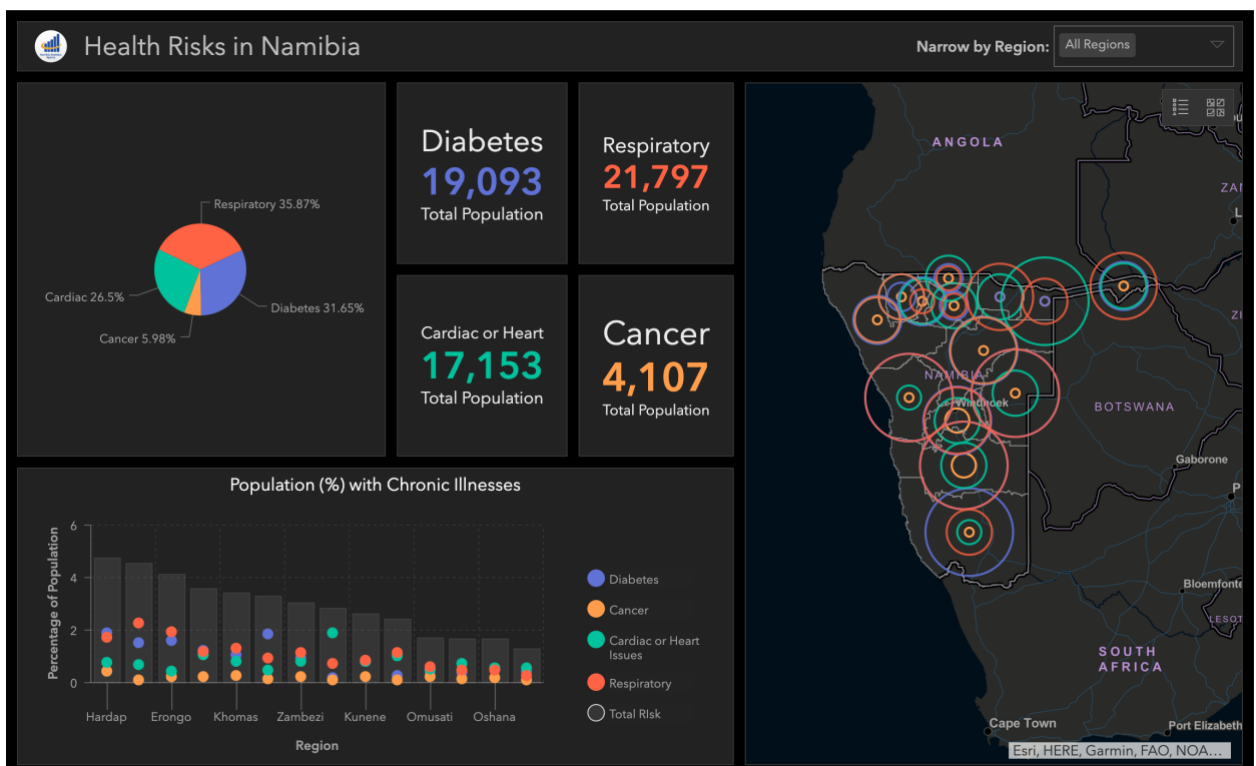 Health Risks in Namibia
Narrow by Region:
All Regions
Respiratory 35.87%
Cardiac 26.5%
Diabetes 31.65%
Cancer 5.98%
Diabetes
19,093
Total Population
Respiratory
21,797
Total Population
Cardiac or Heart
17,153
Total Population
Cancer
4,107
Total Population
Population (%) with Chronic Illnesses
Percentage of Population
6
4
2
0
Hardap
Erongo
Khomas
Zambezi
Kunene
Omusati
Oshana
Region
Diabetes
Cancer
Cardiac or Heart
Issues
Respiratory
Total RIsk
ANGOLA
ZAI
L
ZI
NAMIBIA
Windhoek
BOTSWANA
Gaborone
P
Bloemfonte
LESOT
SOUTH
AFRICA
Cape Town
Port Elizabeth
Esri, HERE, Garmin, FAO, NOA...